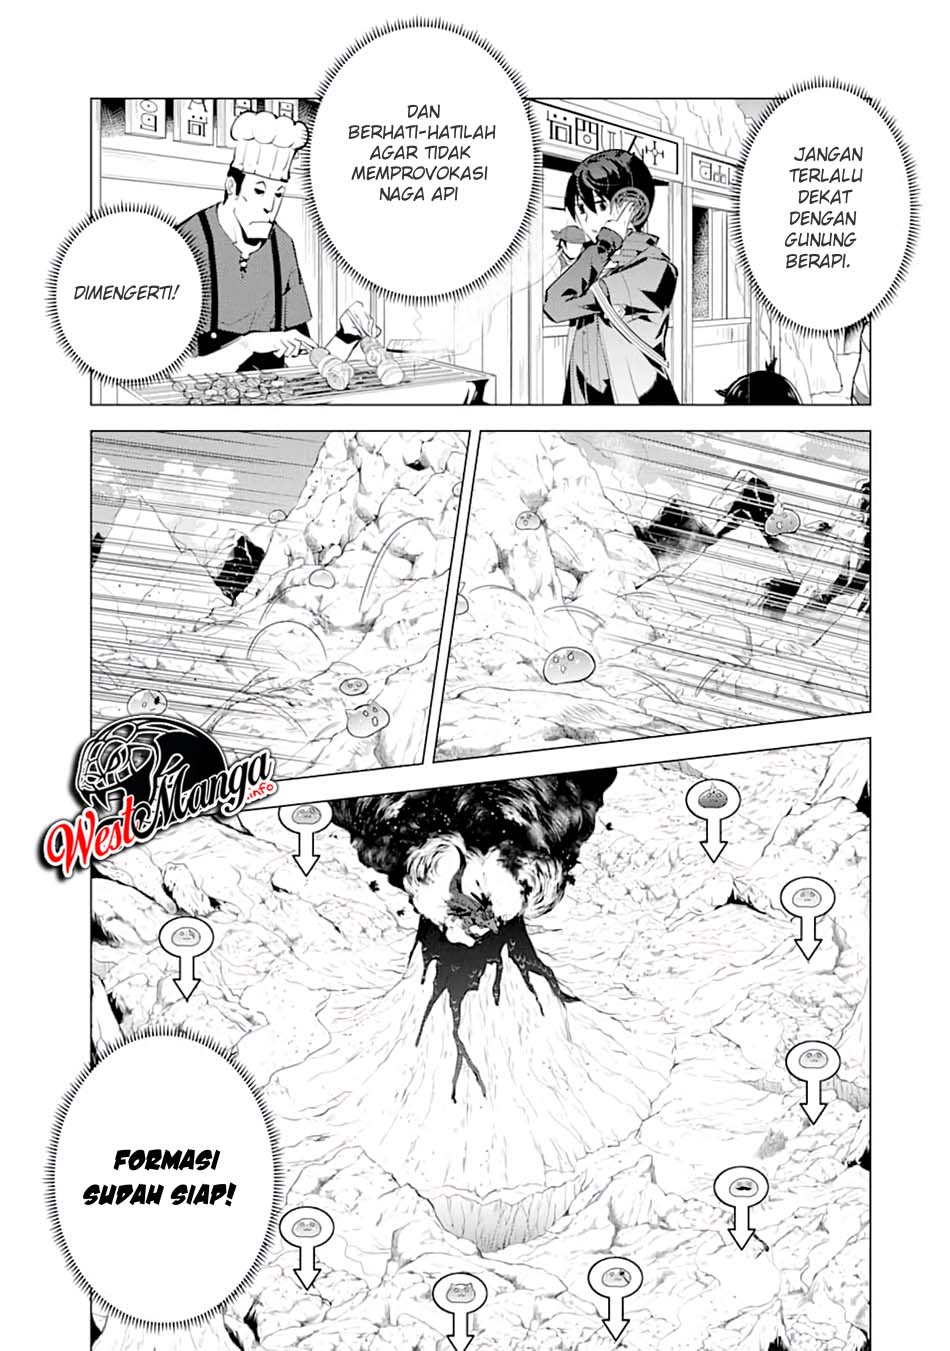 JANGAN
TERLALU
DEKAT
DENGAN
GUNUNG
BERAPI.
DAN
BERHATI-HATILAH
AGAR TIDAK
MEMPROVOKASI
NAGA API
DIMENGERTI!
WestManga
.info
FORMASI
SUDAH SIAP!